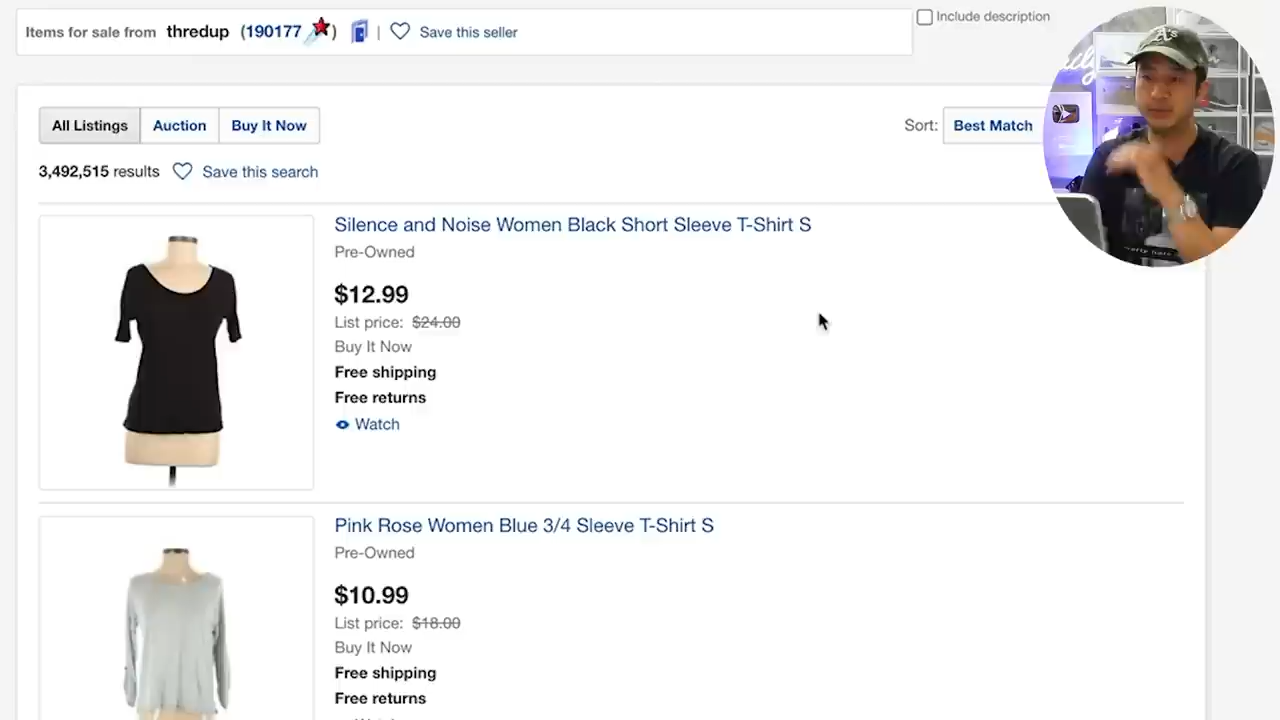 Items for sale from thredup (190177 ) | Save this seller
Include description
All Listings Auction Buy It Now
Sort: Best Match
3,492,515 results Save this search
Silence and Noise Women Black Short Sleeve T-Shirt S
Pre-Owned
$12.99
List price: $24.00
Buy It Now
Free shipping
Free returns
Watch
Pink Rose Women Blue 3/4 Sleeve T-Shirt S
Pre-Owned
$10.99
List price: $18.00
Buy It Now
Free shipping
Free returns
A's